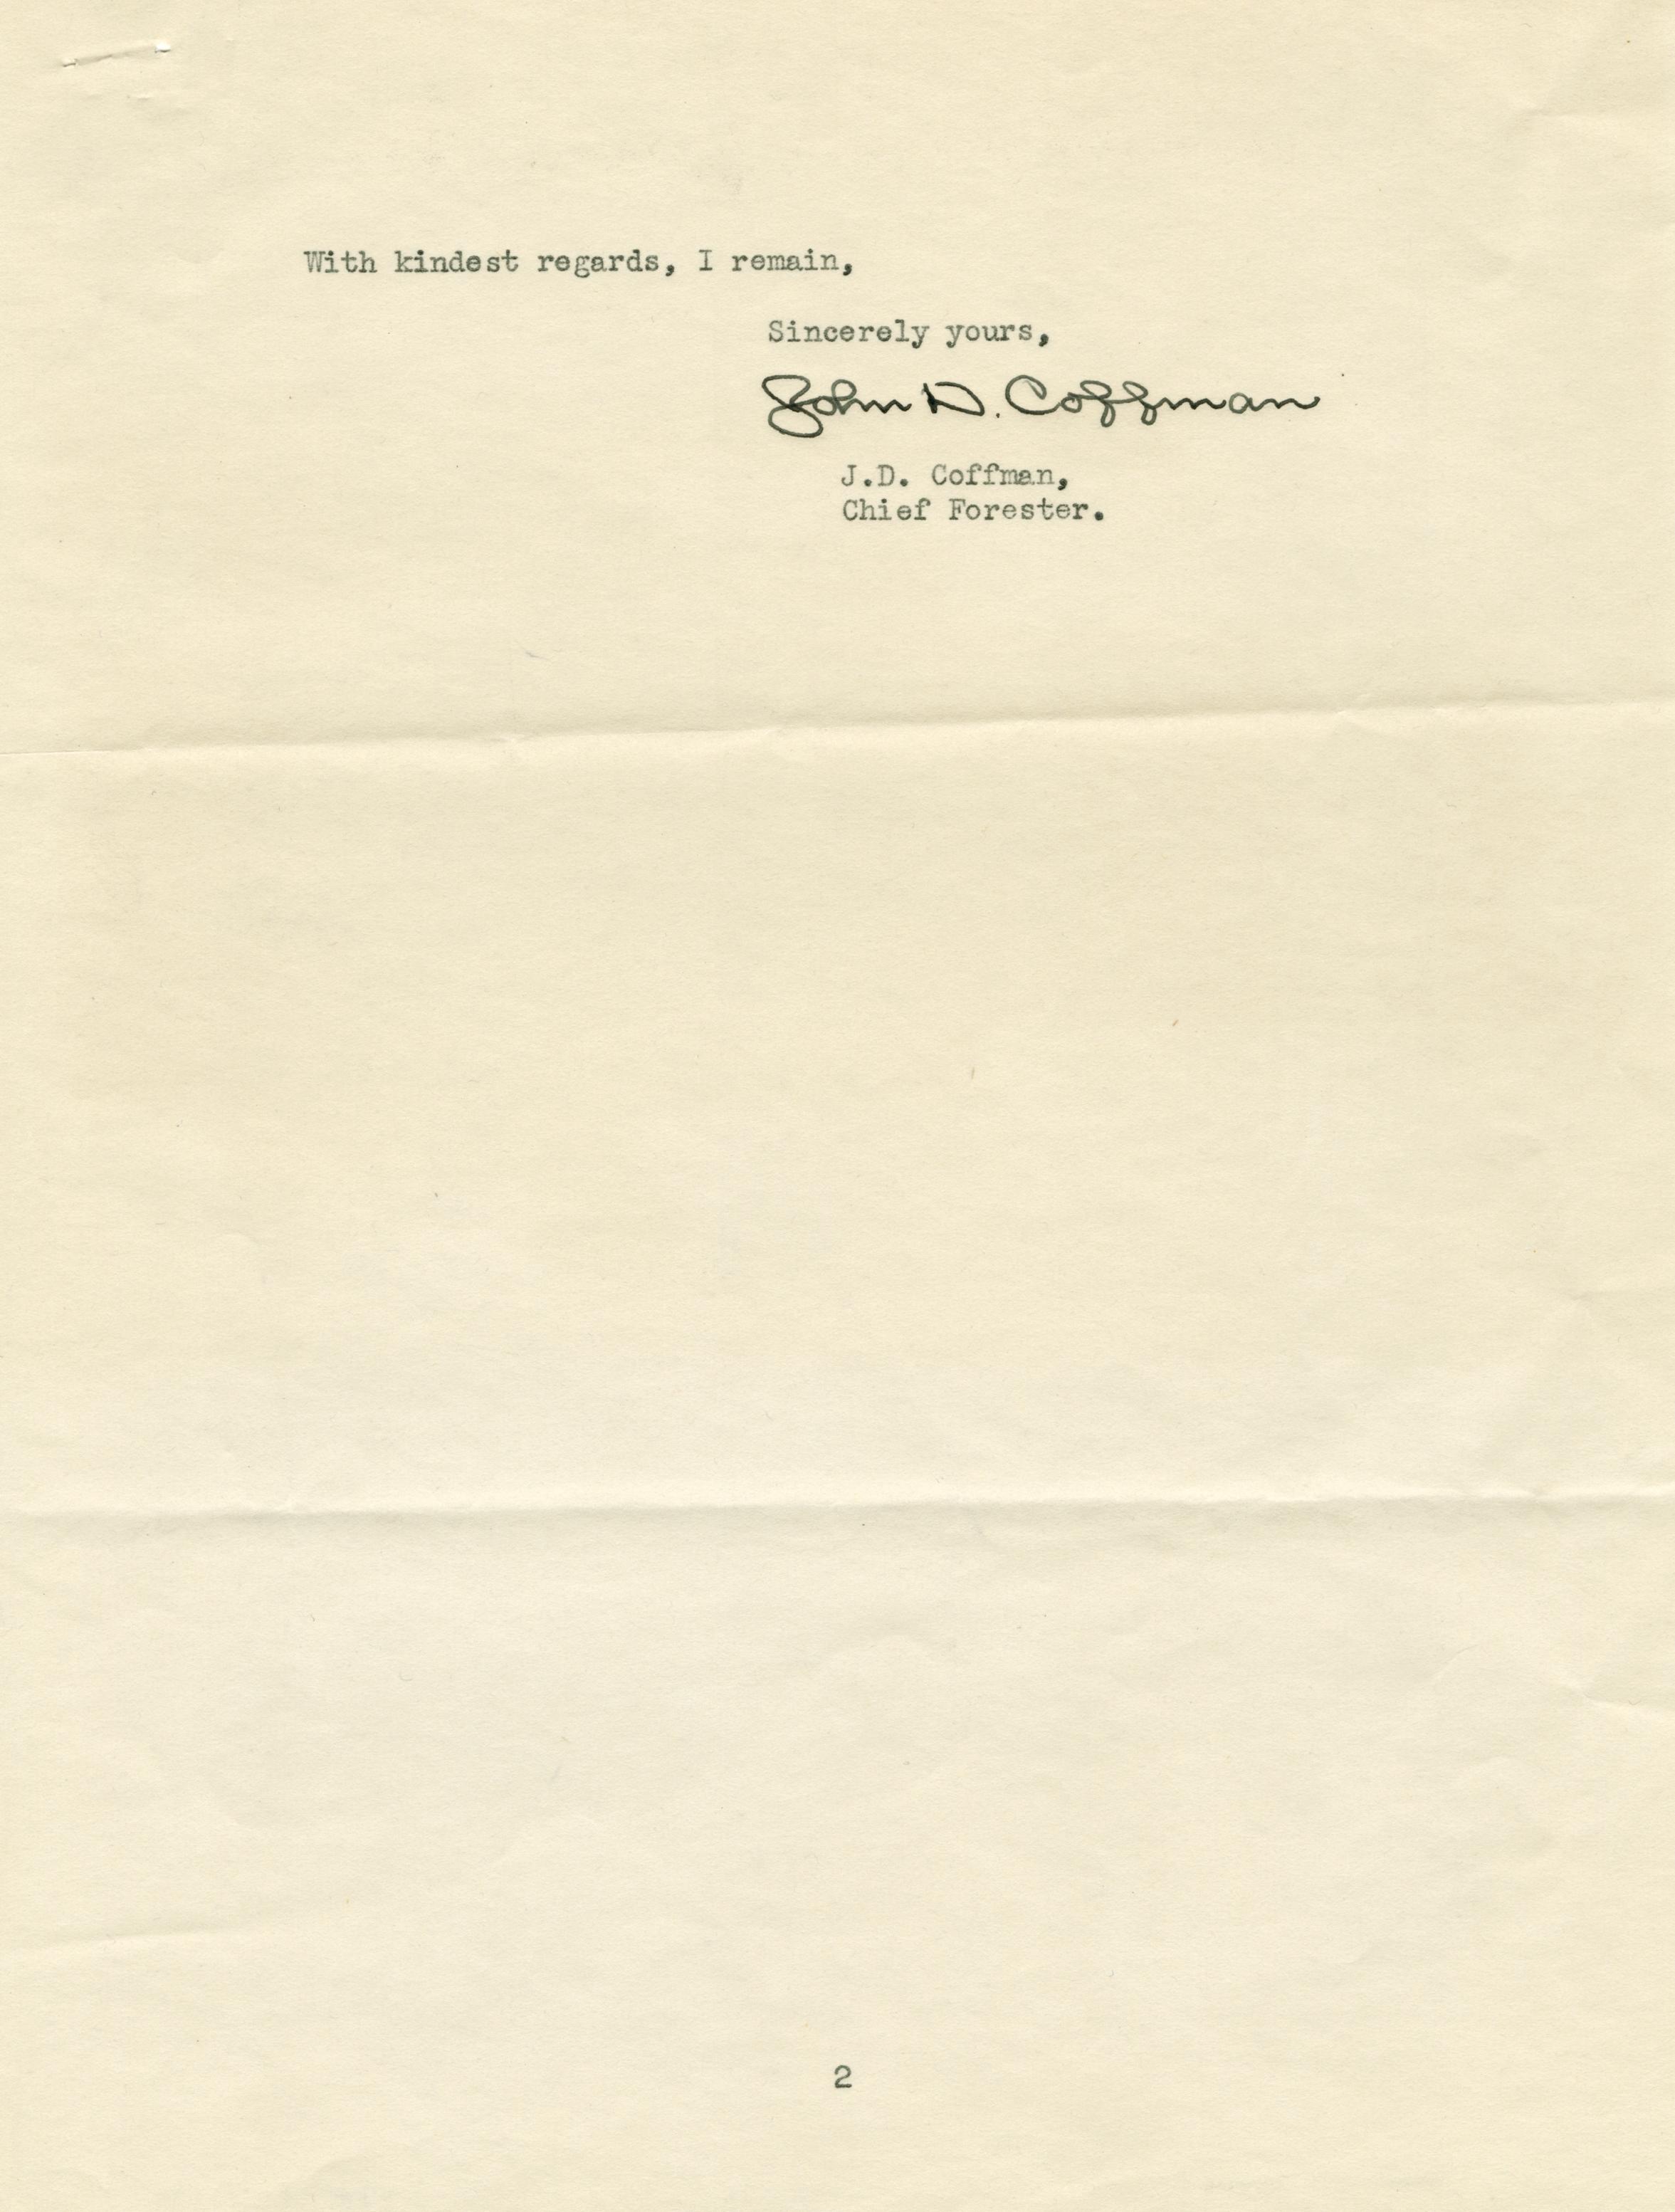 With kindest regards, I remain,
Sincerely yours,
John D. Coffman
J.D. Coffman,
Chief Forester.
2